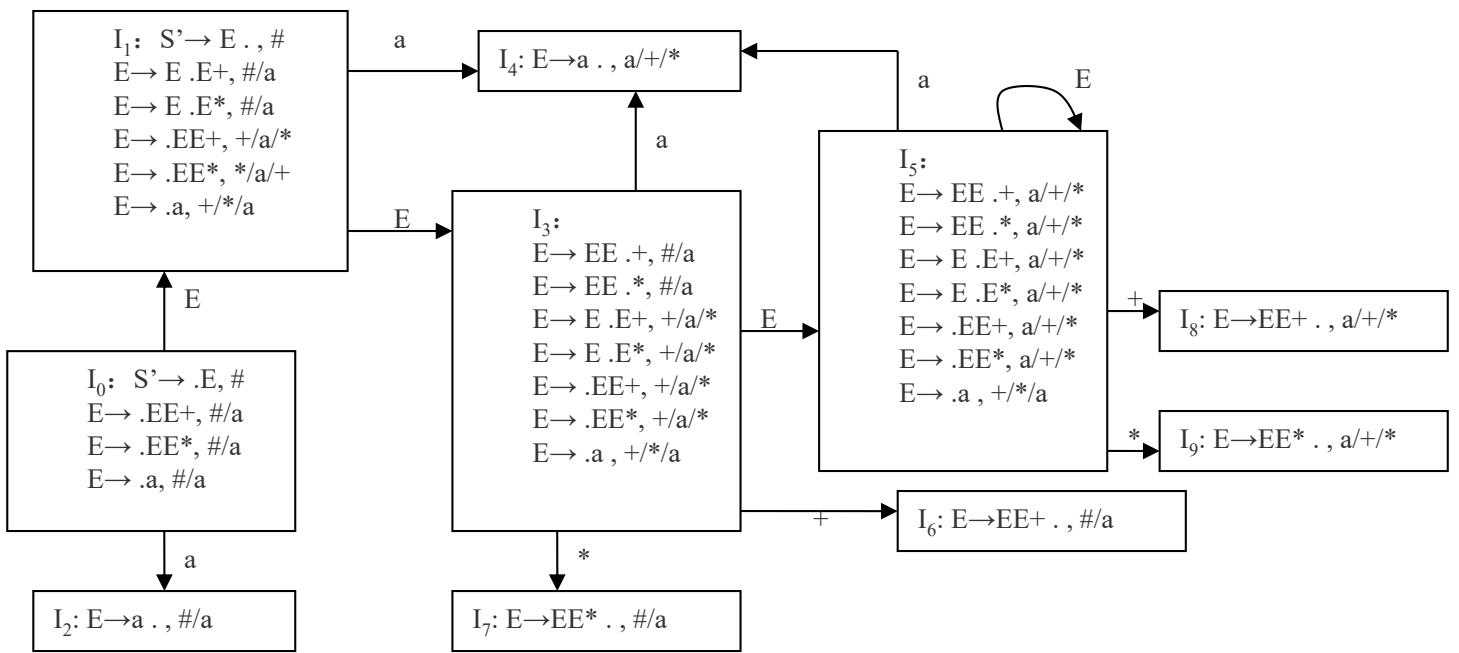 I₁： S’→ E . , #
E→ E .E+, #/a
E→ E .E*, #/a
E→ .EE+, +/a/*
E→ .EE*, */a/+
E→ .a, +/*/a
a
I₄: E→a . , a/+/*
a
E
a
E
I₅：
E→ EE .+, a/+/*
E→ EE .*, a/+/*
E→ E .E+, a/+/*
E→ E .E*, a/+/*
E→ .EE+, a/+/*
E→ .EE*, a/+/*
E→ .a , +/*/a
I₃：
E→ EE .+, #/a
E→ EE .*, #/a
E→ E .E+, +/a/*
E→ E .E*, +/a/*
E→ .EE+, +/a/*
E→ .EE*, +/a/*
E→ .a , +/*/a
E
E
+
I₈: E→EE+ . , a/+/*
*
I₉: E→EE* . , a/+/*
I₀： S’→ .E, #
E→ .EE+, #/a
E→ .EE*, #/a
E→ .a, #/a
+
I₆: E→EE+ . , #/a
a
*
I₂: E→a . , #/a
I₇: E→EE* . , #/a